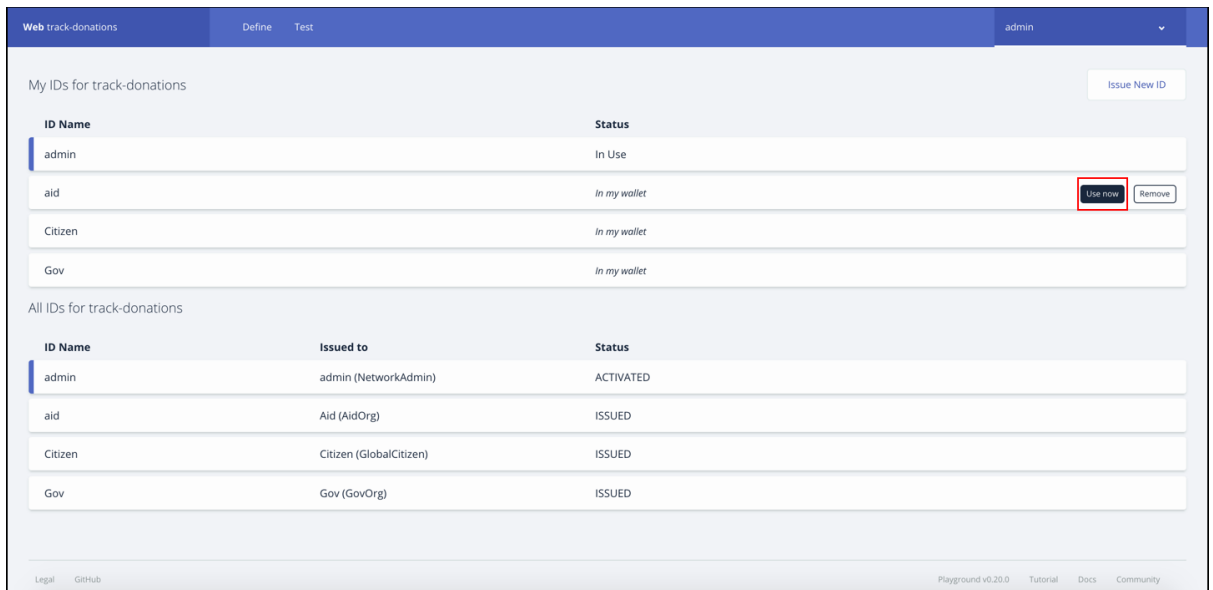 Web track-donations Define Test admin
My IDs for track-donations Issue New ID
ID Name Status
admin In Use
aid In my wallet Use now Remove
Citizen In my wallet
Gov In my wallet
All IDs for track-donations
ID Name Issued to Status
admin admin (NetworkAdmin) ACTIVATED
aid Aid (AidOrg) ISSUED
Citizen Citizen (GlobalCitizen) ISSUED
Gov Gov (GovOrg) ISSUED
Legal GitHub Playground v0.20.0 Tutorial Docs Community